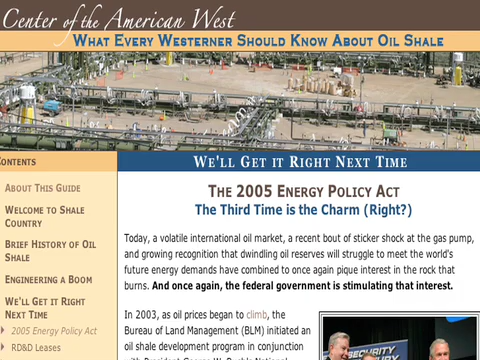 Center of the American West
What Every Westerner Should Know About Oil Shale
Contents
We'll Get it Right Next Time
About This Guide
The 2005 Energy Policy Act
Welcome to Shale
Country
The Third Time is the Charm (Right?)
Brief History of Oil
Shale
Today, a volatile international oil market, a recent bout of sticker shock at the gas pump,
and growing recognition that dwindling oil reserves will struggle to meet the world's
future energy demands have combined to once again pique interest in the rock that
burns. And once again, the federal government is stimulating that interest.
Engineering a Boom
We'll Get it Right
Next Time
2005 Energy Policy Act
RD&D Leases
In 2003, as oil prices began to climb, the
Bureau of Land Management (BLM) initiated an
oil shale development program in conjunction
SECURITY